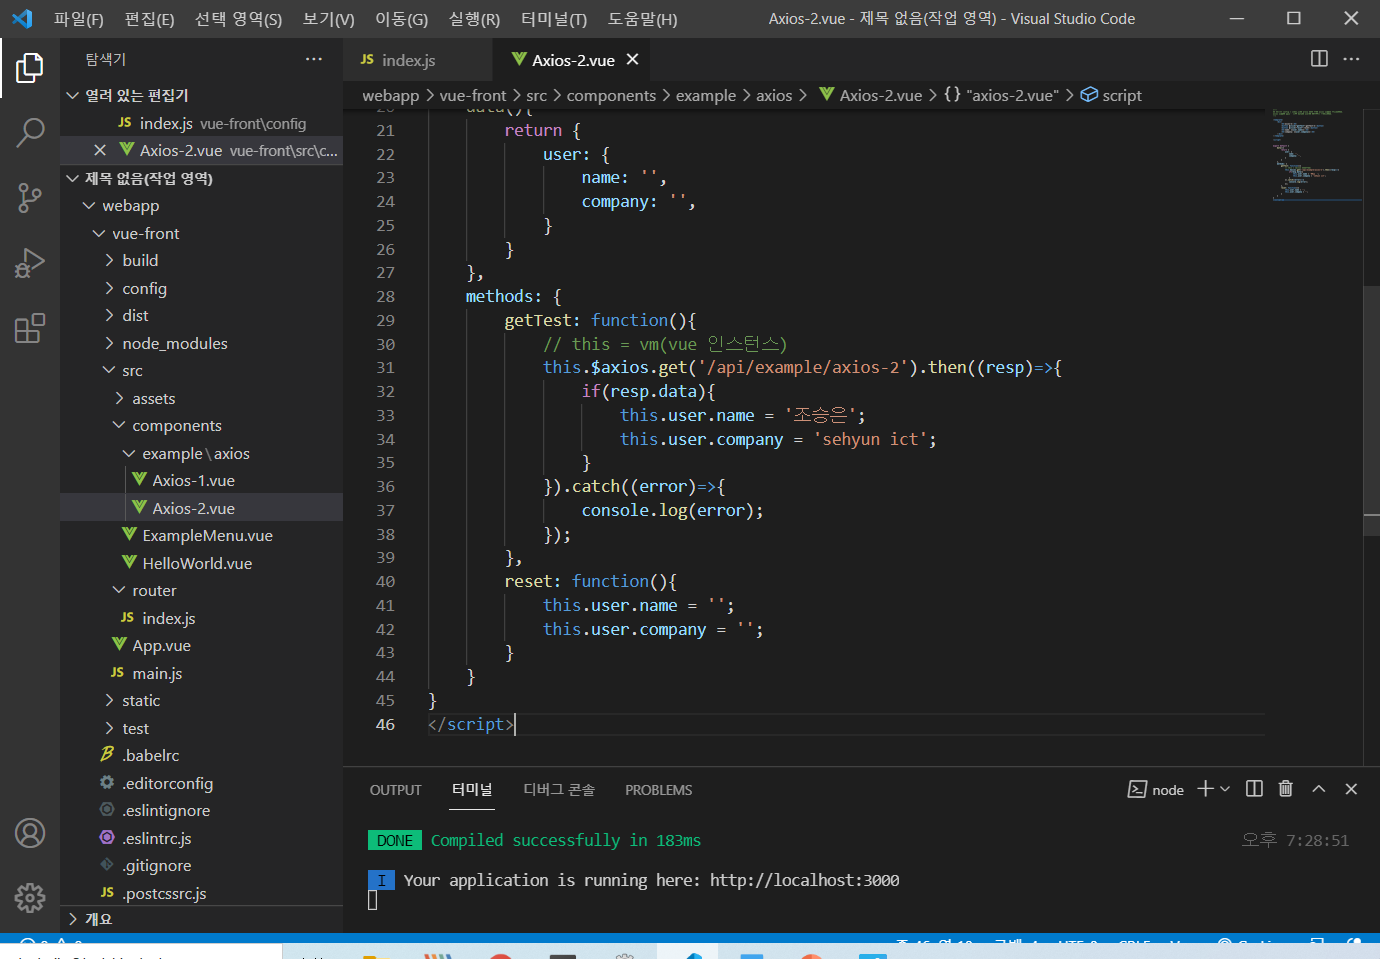 파일(F) 편집(E) 선택 영역(S) 보기(V) 이동(G) 실행(R) 터미널(T) 도움말(H) Axios-2.vue - 제목 없음(작업 영역) - Visual Studio Code
탐색기
열려 있는 편집기
JS index.js vue-front\config
Axios-2.vue vue-front\src\c...
제목 없음(작업 영역)
webapp
vue-front
build
config
dist
node_modules
src
assets
components
example\axios
Axios-1.vue
Axios-2.vue
ExampleMenu.vue
HelloWorld.vue
router
JS index.js
App.vue
JS main.js
static
test
.babelrc
.editorconfig
.eslintignore
.eslintrc.js
.gitignore
JS .postcssrc.js
개요
JS index.js Axios-2.vue
webapp > vue-front > src > components > example > axios > Axios-2.vue > {} "axios-2.vue" > script
data(){
21 return {
22 user: {
23 name: '',
24 company: '',
25 }
26 }
27 },
28 methods: {
29 getTest: function(){
30 // this = vm(vue 인스턴스)
31 this.$axios.get('/api/example/axios-2').then((resp)=>{
32 if(resp.data){
33 this.user.name = '조승은';
34 this.user.company = 'sehyun ict';
35 }
36 }).catch((error)=>{
37 console.log(error);
38 });
39 },
40 reset: function(){
41 this.user.name = '';
42 this.user.company = '';
43 }
44 }
45 }
46 </script>
OUTPUT 터미널 디버그 콘솔 PROBLEMS node
DONE Compiled successfully in 183ms 오후 7:28:51
I Your application is running here: http://localhost:3000